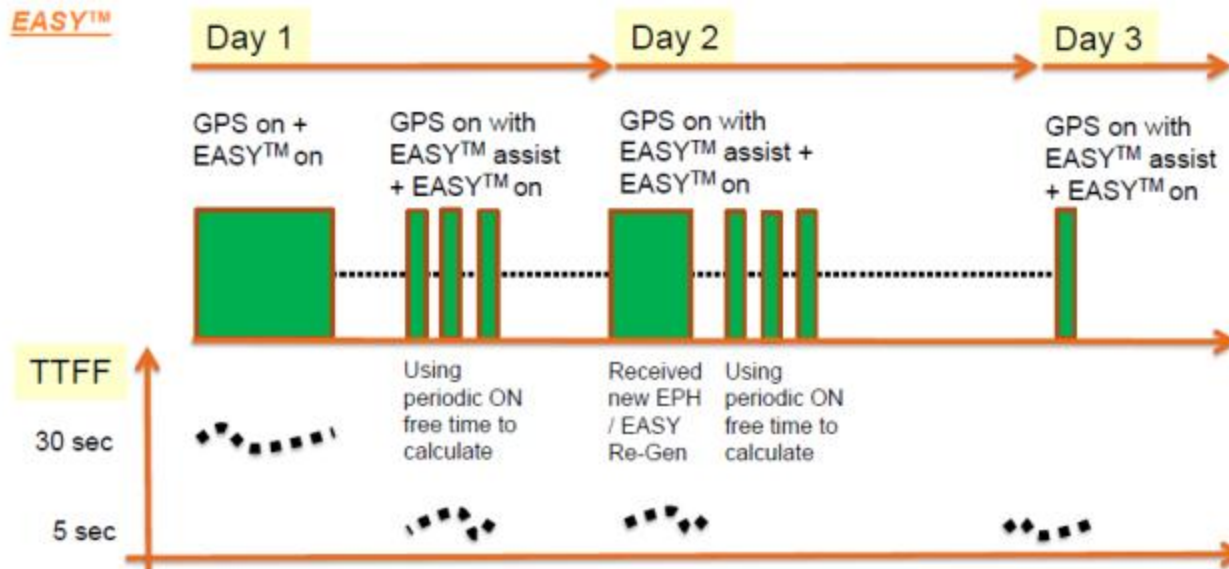 EASY™
Day 1
Day 2
Day 3
GPS on +
EASY™ on
GPS on with
EASY™ assist
+ EASY™ on
GPS on with
EASY™ assist +
EASY™ on
GPS on with
EASY™ assist
+ EASY™ on
TTFF
30 sec
5 sec
Using
periodic ON
free time to
calculate
Received
new EPH
/ EASY
Re-Gen
Using
periodic ON
free time to
calculate